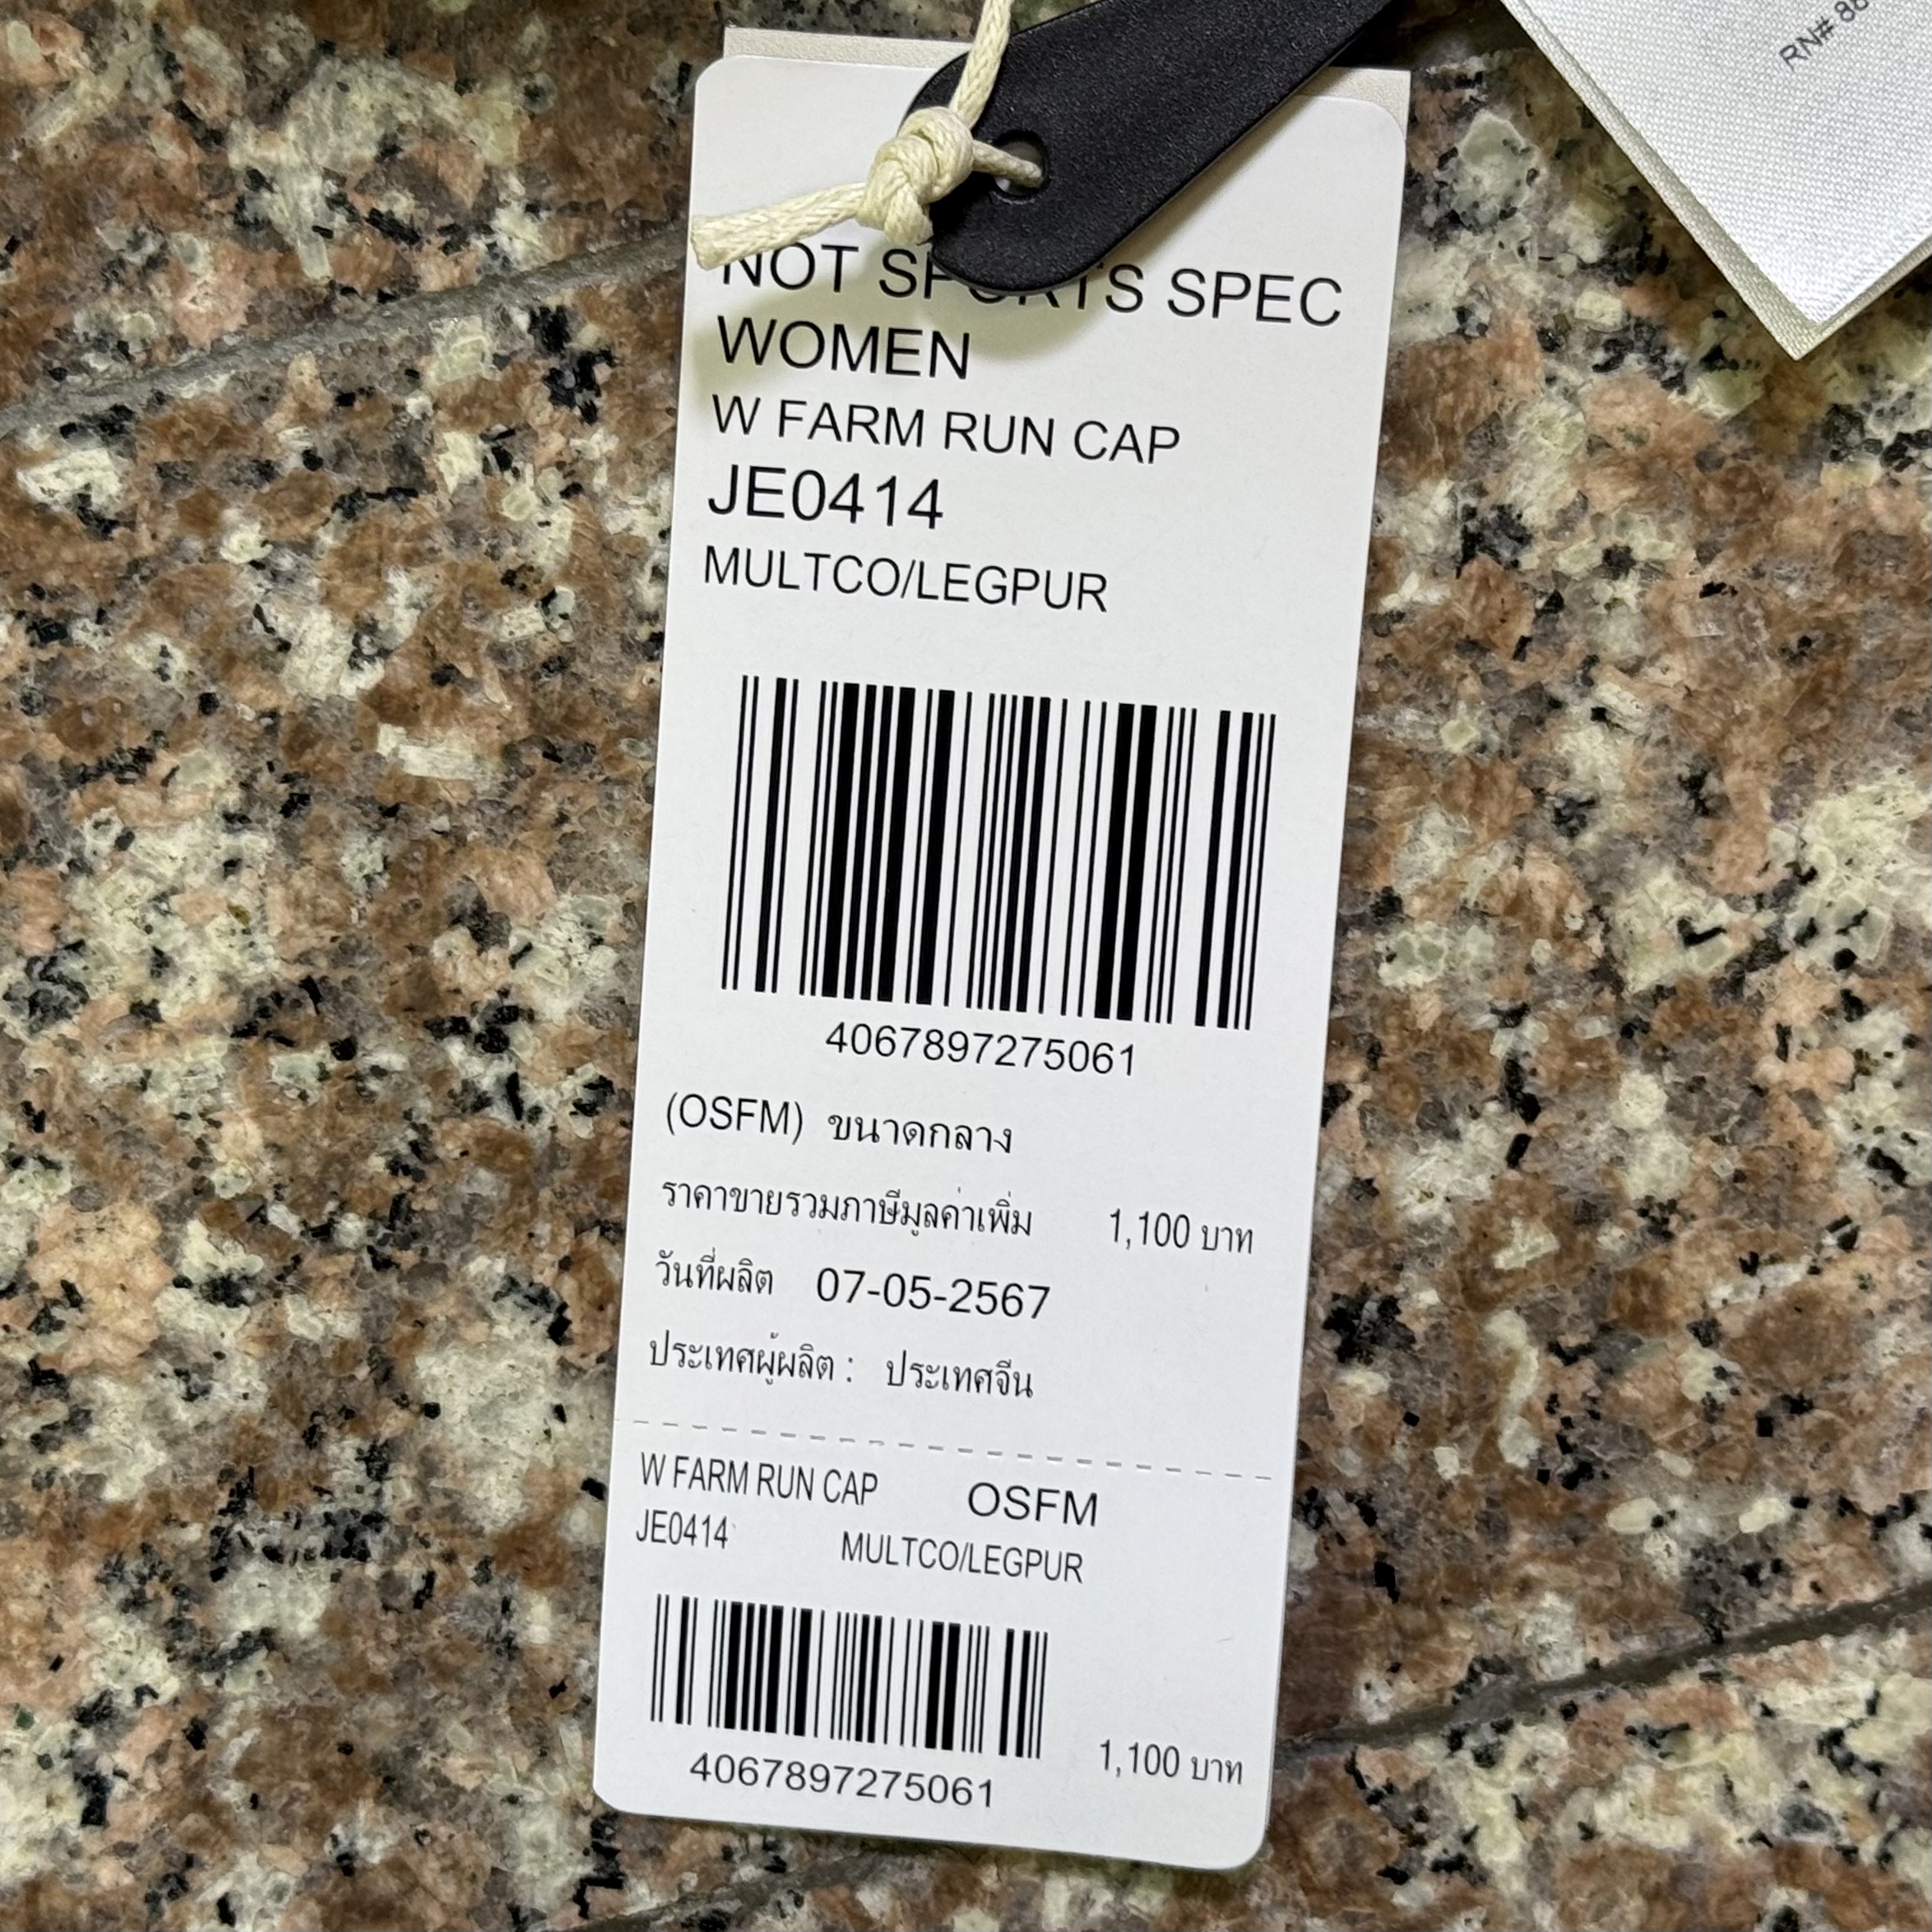 RN# 88
NOT SPORTS SPEC
WOMEN
W FARM RUN CAP
JE0414
MULTCO/LEGPUR
4067897275061
(OSFM) ขนาดกลาง
ราคาขายรวมภาษีมูลค่าเพิ่ม 1,100 บาท
วันที่ผลิต 07-05-2567
ประเทศผู้ผลิต : ประเทศจีน
W FARM RUN CAP OSFM
JE0414 MULTCO/LEGPUR
4067897275061 1,100 บาท